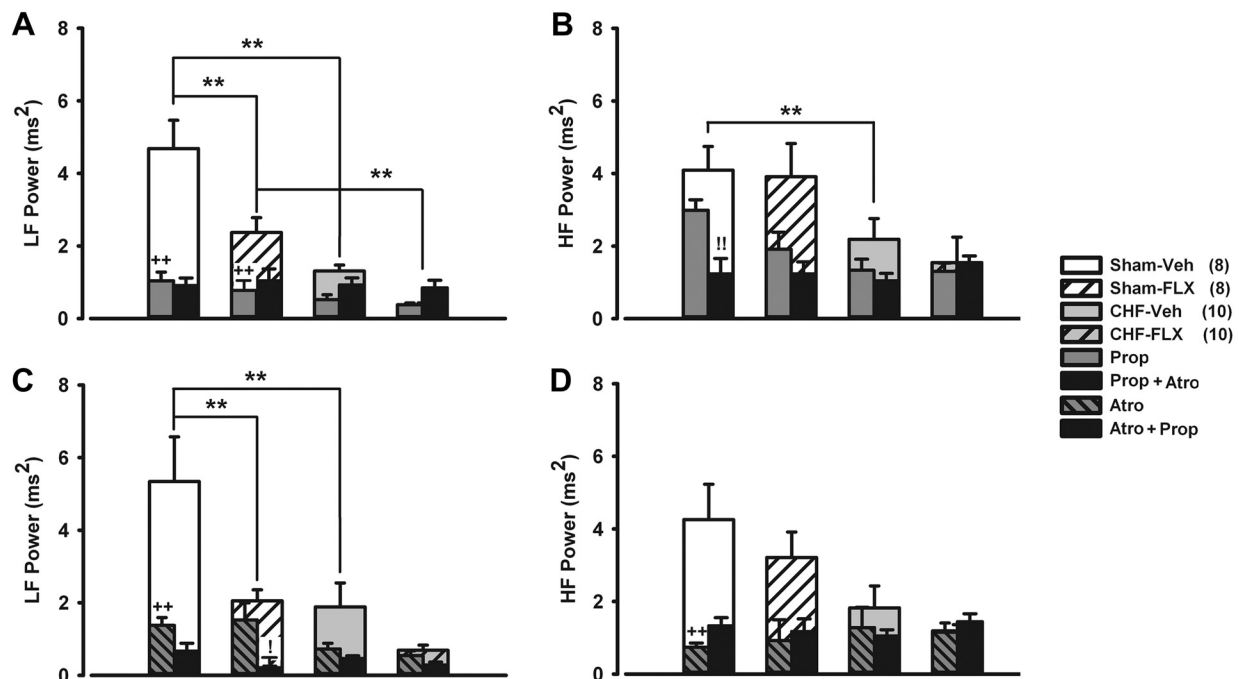 A
LF Power (ms²)
8
6
4
2
0
**
**
**
++
++
B
HF Power (ms²)
8
6
4
2
0
**
!!
C
LF Power (ms²)
8
6
4
2
0
**
**
++
!
D
HF Power (ms²)
8
6
4
2
0
++
Sham-Veh (8)
Sham-FLX (8)
CHF-Veh (10)
CHF-FLX (10)
Prop
Prop + Atro
Atro
Atro + Prop